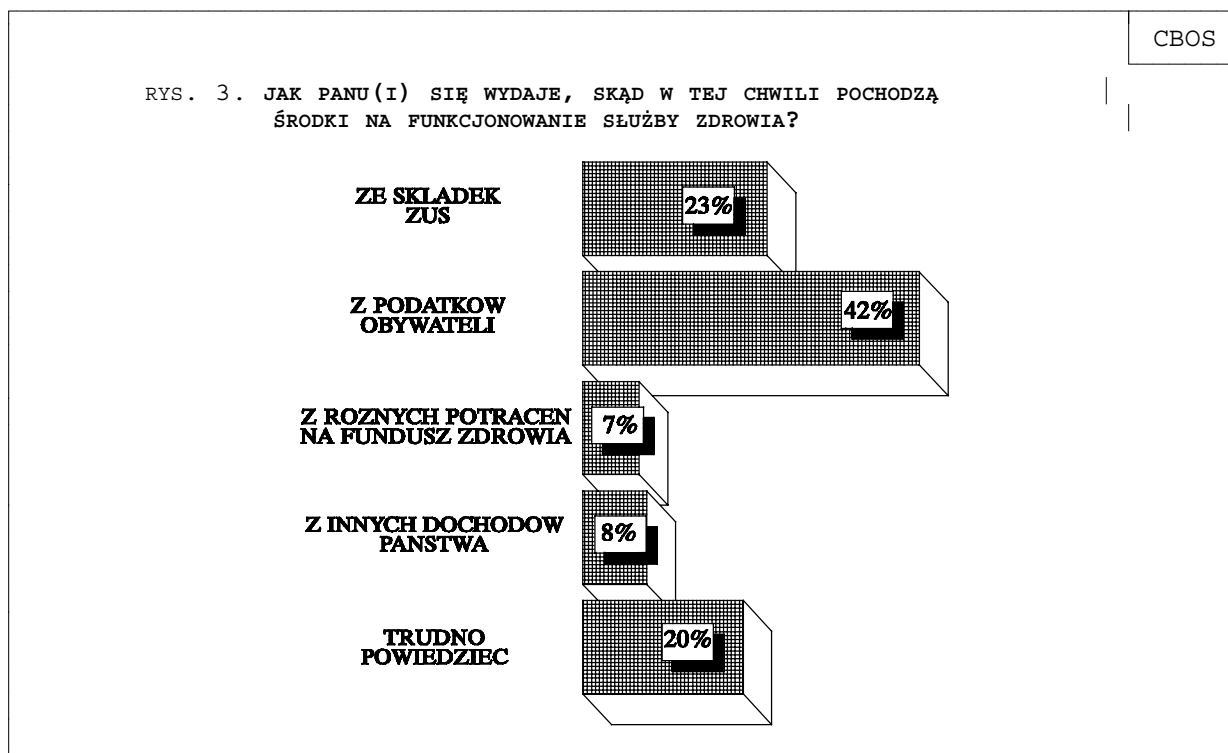 CBOS
RYS. 3. JAK PANU(I) SIĘ WYDAJE, SKĄD W TEJ CHWILI POCHODZĄ
ŚRODKI NA FUNKCJONOWANIE SŁUŻBY ZDROWIA?
ZE SKLADEK
ZUS
23%
Z PODATKOW
OBYWATELI
42%
Z ROZNYCH POTRACEN
NA FUNDUSZ ZDROWIA
7%
Z INNYCH DOCHODOW
PANSTWA
8%
TRUDNO
POWIEDZIEC
20%